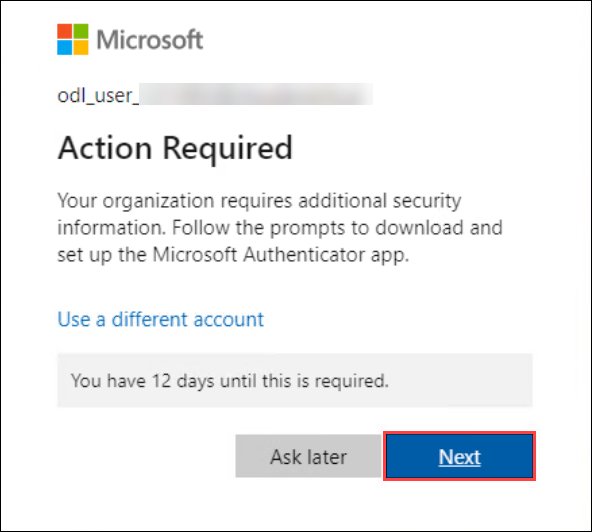 Microsoft
odl_user_
Action Required
Your organization requires additional security
information. Follow the prompts to download and
set up the Microsoft Authenticator app.
Use a different account
You have 12 days until this is required.
Ask later
Next